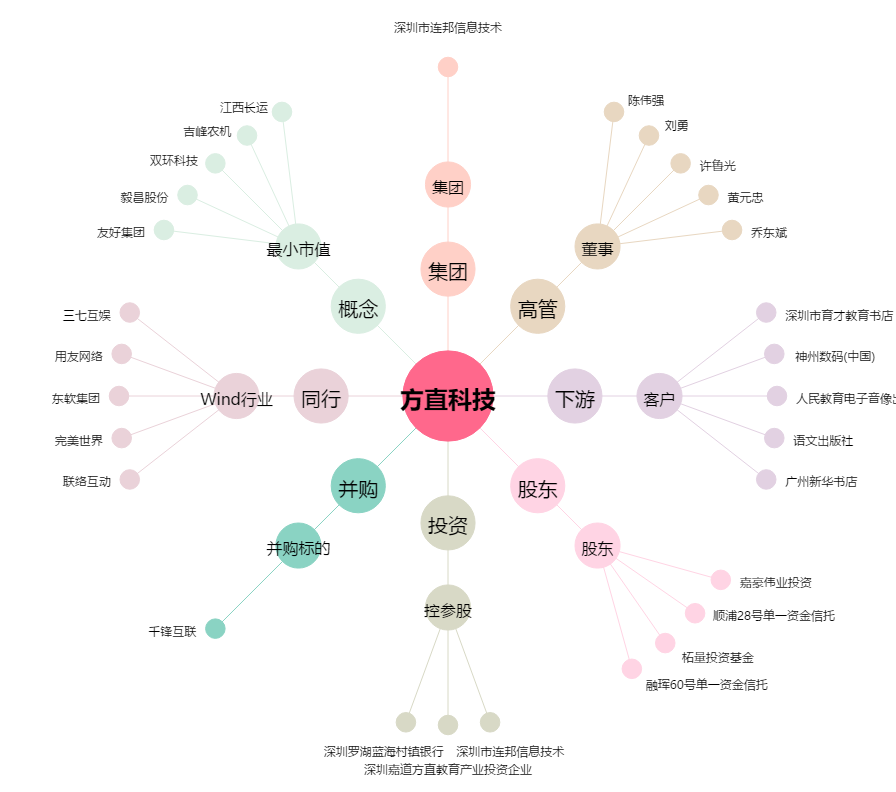 深圳市连邦信息技术
江西长运
吉峰农机
双环科技
毅昌股份
友好集团
最小市值
概念
集团
集团
陈伟强
刘勇
许鲁光
黄元忠
乔东斌
董事
高管
三七互娱
用友网络
东软集团
完美世界
联络互动
Wind行业
同行
方直科技
下游
客户
深圳市育才教育书店
神州数码(中国)
人民教育电子音像出
语文出版社
广州新华书店
并购
并购标的
千锋互联
投资
控参股
深圳罗湖蓝海村镇银行
深圳市连邦信息技术
深圳嘉道方直教育产业投资企业
股东
股东
嘉豪伟业投资
顺浦28号单一资金信托
柘量投资基金
融珲60号单一资金信托